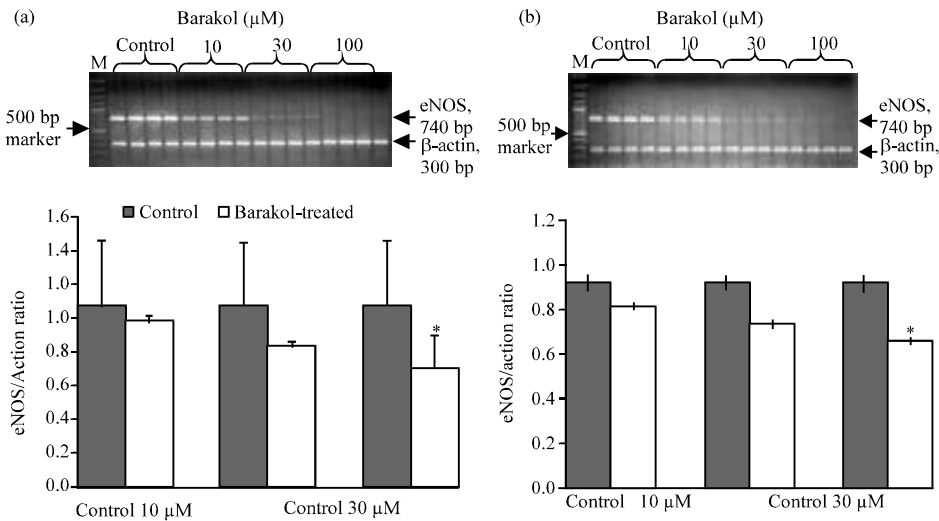 (a)
Barakol (µM)
Control 10 30 100
M
500 bp
marker
eNOS,
740 bp
β-actin,
300 bp
Control Barakol-treated
eNOS/Action ratio
1.6
1.4
1.0
1.0
0.8
0.6
0.4
0.2
0.0
*
Control 10 µM Control 30 µM
(b)
Barakol (µM)
Control 10 30 100
M
500 bp
marker
eNOS,
740 bp
β-actin,
300 bp
eNOS/action ratio
1.2
1.0
0.8
0.6
0.4
0.2
0.0
*
Control 10 µM Control 30 µM